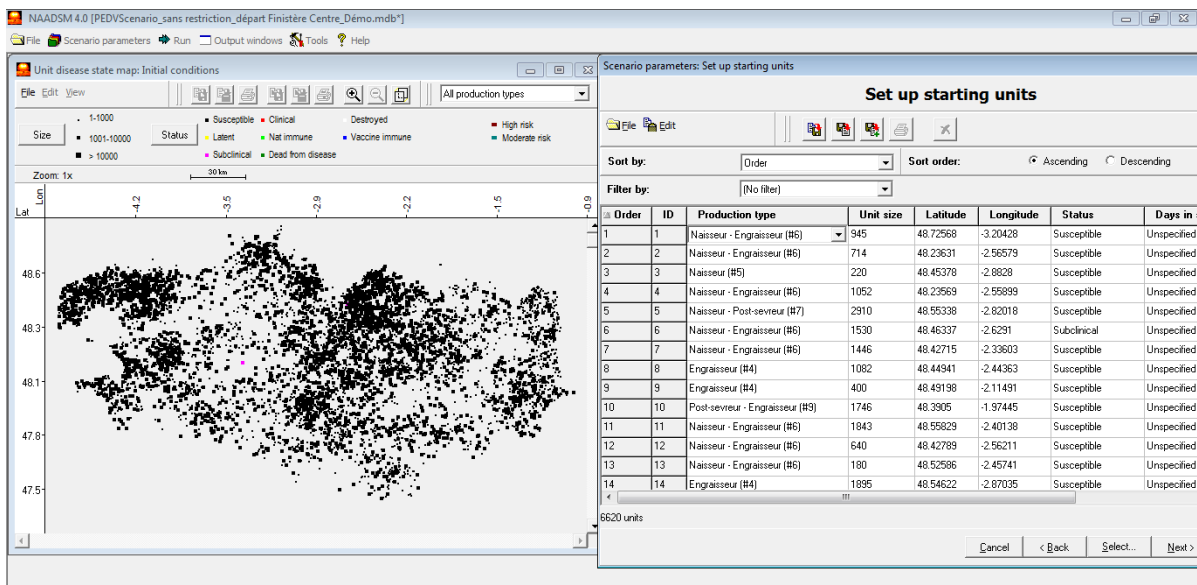 NAADSM 4.0 [PEDVScenario_sans restriction_départ Finistère Centre_Démo.mdb*]
File Scenario parameters Run Output windows Tools Help
Unit disease state map: Initial conditions
File Edit View All production types
Size 1-1000 1001-10000 > 10000
Status Susceptible Clinical Destroyed
Latent Nat immune Vaccine immune
Subclinical Dead from disease
High risk
Moderate risk
Zoom: 1x 30 km
Lon
Lat -4.2 -3.5 -2.9 -2.2 -1.5 -0.9
48.6
48.3
48.1
47.8
47.5
Scenario parameters: Set up starting units
Set up starting units
File Edit
Sort by: Order Sort order: Ascending Descending
Filter by: (No filter)
Order ID Production type Unit size Latitude Longitude Status Days in
1 1 Naisseur - Engraisseur (#6) 945 48.72568 -3.20428 Susceptible Unspecified
2 2 Naisseur - Engraisseur (#6) 714 48.23631 -2.56579 Susceptible Unspecified
3 3 Naisseur (#5) 220 48.45378 -2.8828 Susceptible Unspecified
4 4 Naisseur - Engraisseur (#6) 1052 48.23569 -2.55899 Susceptible Unspecified
5 5 Naisseur - Post-sevreur (#7) 2910 48.55338 -2.82018 Susceptible Unspecified
6 6 Naisseur - Engraisseur (#6) 1530 48.46337 -2.6291 Subclinical Unspecified
7 7 Naisseur - Engraisseur (#6) 1446 48.42715 -2.33603 Susceptible Unspecified
8 8 Engraisseur (#4) 1082 48.44941 -2.44363 Susceptible Unspecified
9 9 Engraisseur (#4) 400 48.49198 -2.11491 Susceptible Unspecified
10 10 Post-sevreur - Engraisseur (#9) 1746 48.3905 -1.97445 Susceptible Unspecified
11 11 Naisseur - Engraisseur (#6) 1843 48.55829 -2.40138 Susceptible Unspecified
12 12 Naisseur - Engraisseur (#6) 640 48.42789 -2.56211 Susceptible Unspecified
13 13 Naisseur - Engraisseur (#6) 180 48.52586 -2.45741 Susceptible Unspecified
14 14 Engraisseur (#4) 1895 48.54622 -2.87035 Susceptible Unspecified
6620 units
Cancel < Back Select... Next >